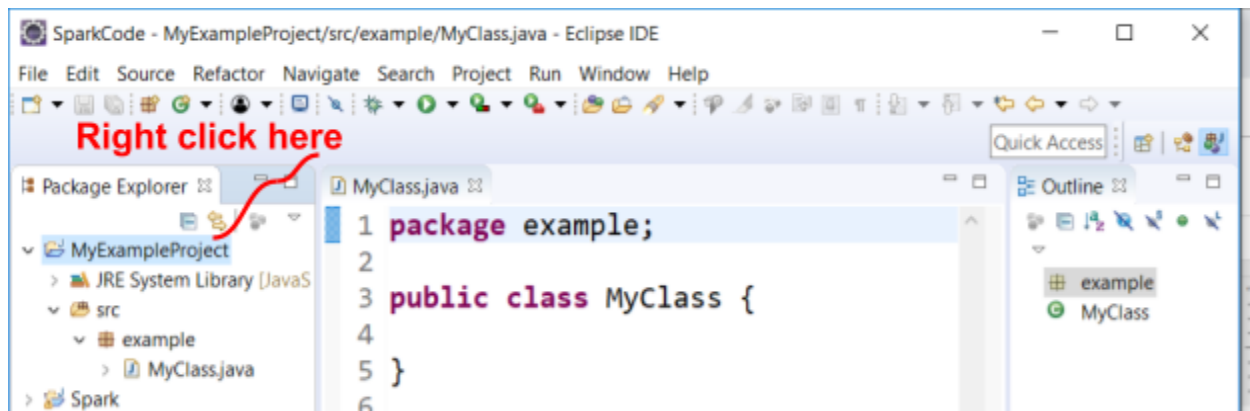 SparkCode - MyExampleProject/src/example/MyClass.java - Eclipse IDE
File Edit Source Refactor Navigate Search Project Run Window Help
Right click here
Quick Access
Package Explorer
MyExampleProject
JRE System Library [JavaS
src
example
MyClass.java
Spark
MyClass.java
1 package example;
2
3 public class MyClass {
4
5 }
6
Outline
example
MyClass